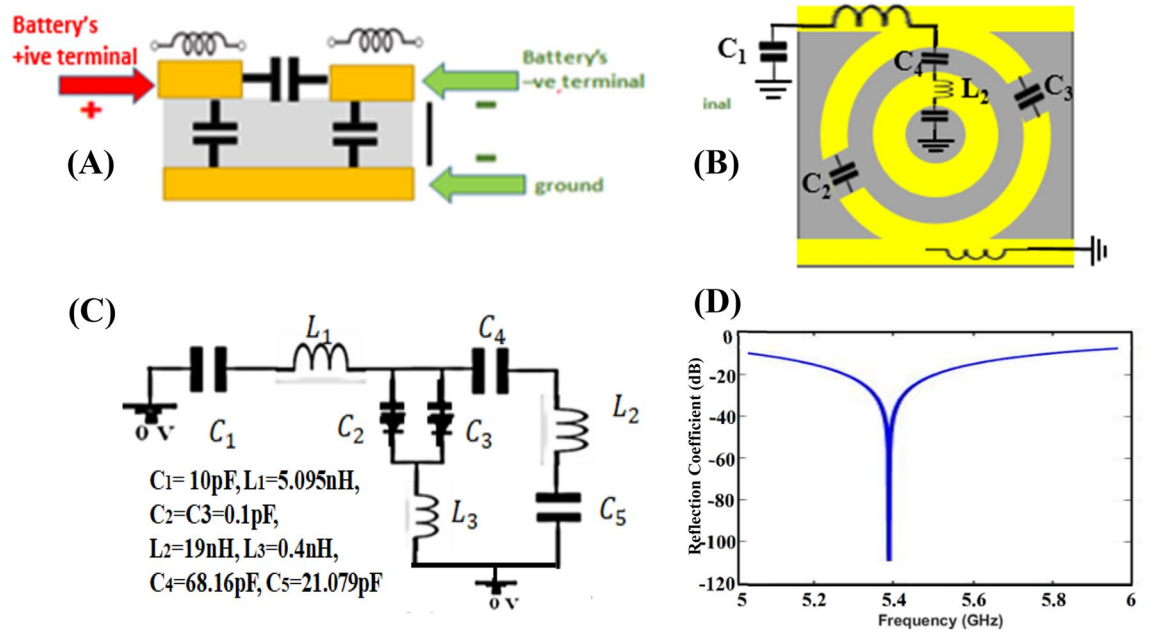 Battery's
+ive terminal
+
Battery's
-ve terminal
-
-
ground
(A)
(B)
C1
C4
L2
C3
inal
C2
(C)
L1
C4
0 V
C1
C2
C3
L2
L3
C5
C1= 10pF, L1=5.095nH,
C2=C3=0.1pF,
L2=19nH, L3=0.4nH,
C4=68.16pF, C5=21.079pF
0 V
(D)
0
-20
-40
-60
-80
-100
-120
Reflection Coefficient (dB)
5
5.2
5.4
5.6
5.8
6
Frequency (GHz)